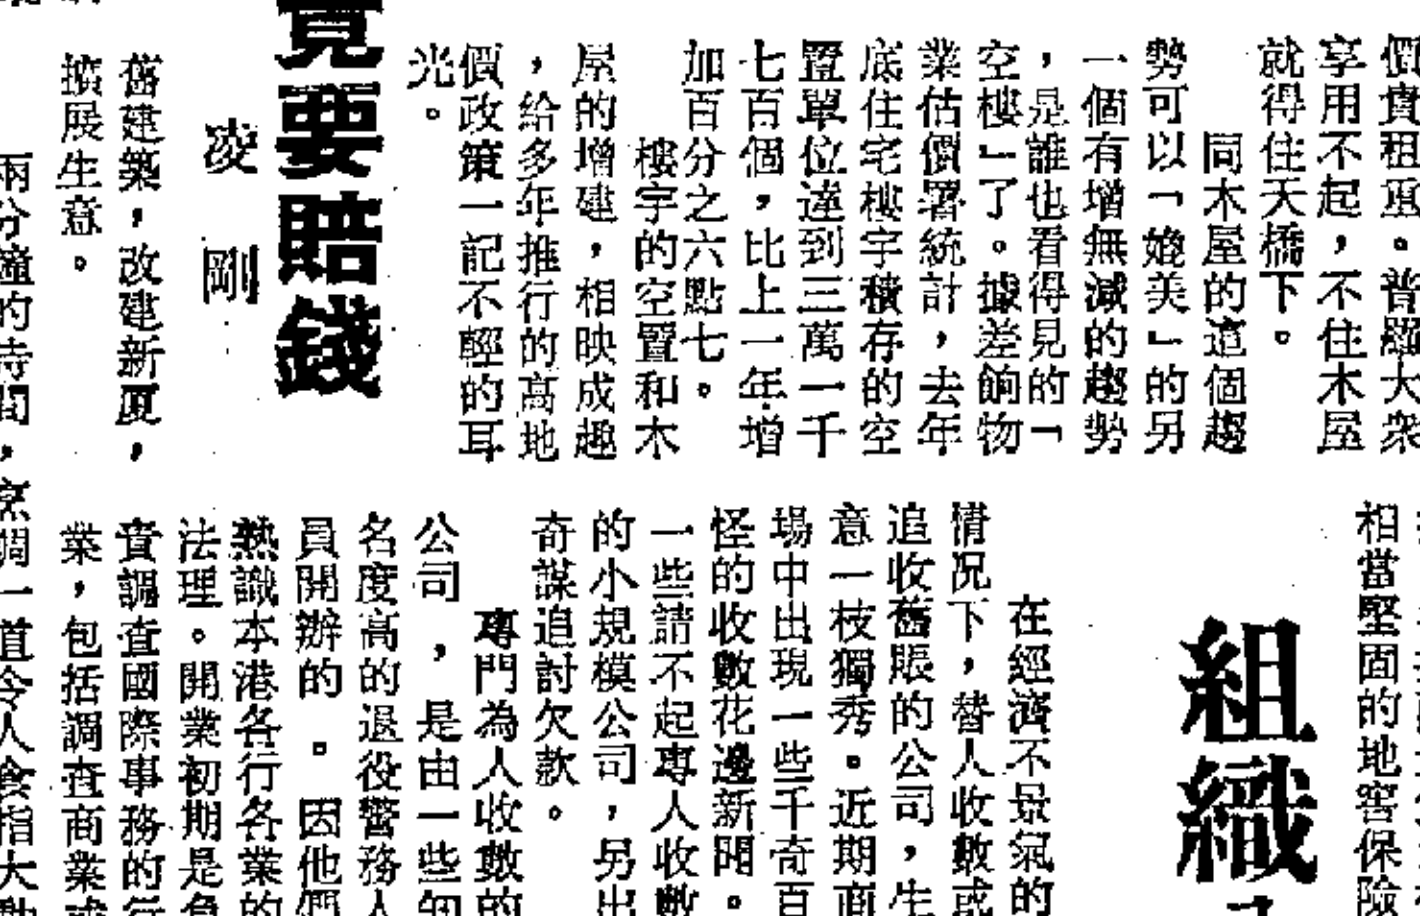 價貴租重。普羅大衆
享用不起，不住木屋
就得住天橋下。
同木屋的這個趨
勢可以「媲美」的另
一個有增無減的趨勢
，是誰也看得見的「
空樓」了。據差餉物
業估價署統計，去年
底住宅樓宇積存的空
置單位達到三萬一千
七百個，比上一年增
加百分之六點七。
樓宇的空置和木
屋的增建，相映成趣
，給多年推行的高地
價政策一記不輕的耳
光。
竟要賠錢
凌剛
舊建築，改建新厦，
擴展生意。
兩分鐘的時間，烹
調一道令人食指大動
相當堅固的地窖保險
組織
在經濟不景氣的
情况下，替人收數或
追收舊賬的公司，生
意一枝獨秀。近期商
場中出現一些千奇百
怪的收數花邊新聞。
一些請不起專人收數
的小規模公司，另出
奇謀追討欠款。
專門為人收數的
公司，是由一些知
名度高的退役警務人
員開辦的。因他們
熟識本港各行各業的
法理。開業初期是負
責調查國際事務的行
業，包括調查商業或